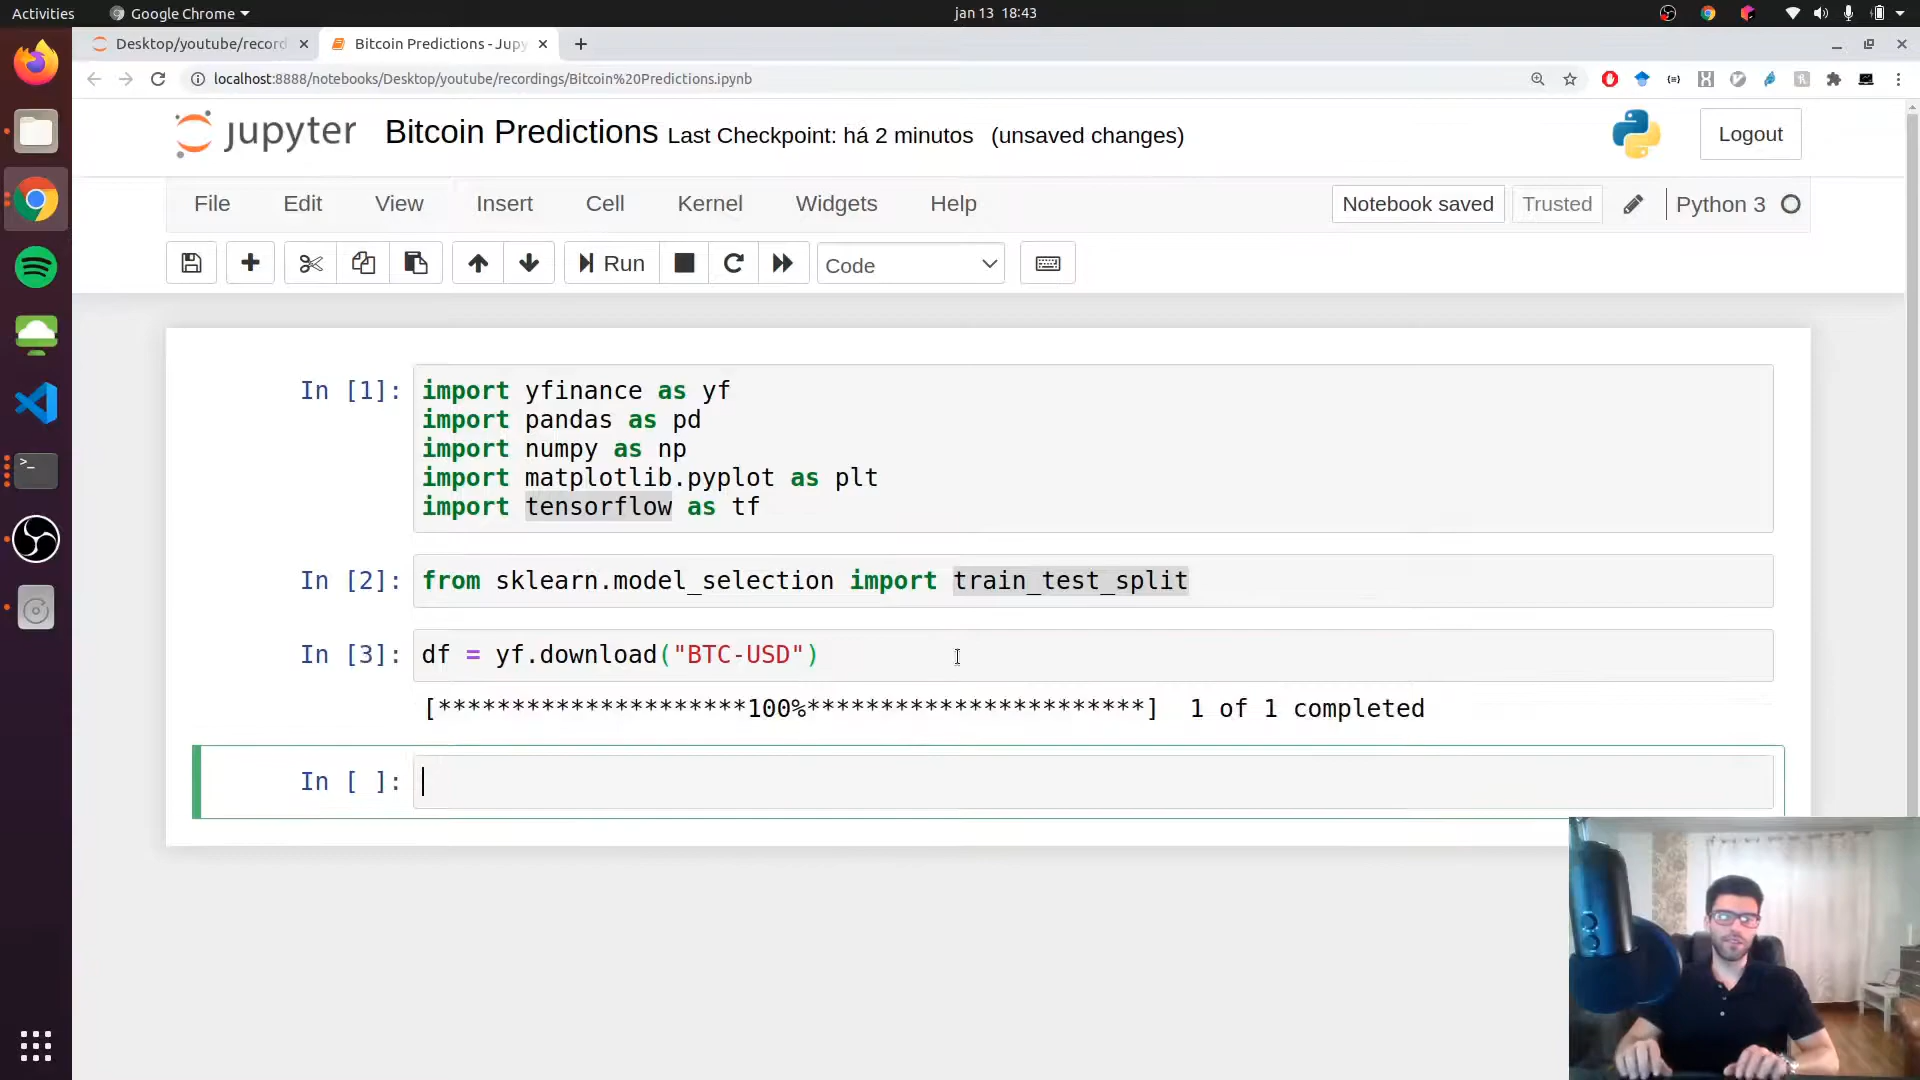 Activities Google Chrome jan 13 18:43
Desktop/youtube/record Bitcoin Predictions - Jupy
localhost:8888/notebooks/Desktop/youtube/recordings/Bitcoin%20Predictions.ipynb
jupyter Bitcoin Predictions Last Checkpoint: há 2 minutos (unsaved changes) Logout
File Edit View Insert Cell Kernel Widgets Help Notebook saved Trusted Python 3
Run Code
In [1]: import yfinance as yf
import pandas as pd
import numpy as np
import matplotlib.pyplot as plt
import tensorflow as tf
In [2]: from sklearn.model_selection import train_test_split
In [3]: df = yf.download("BTC-USD")
[*********************100%***********************] 1 of 1 completed
In [ ]: